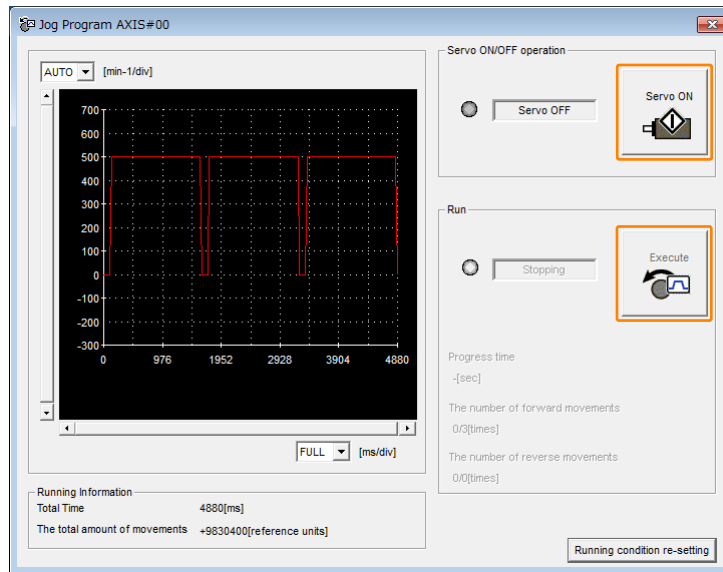 Jog Program AXIS#00
AUTO [min-1/div]
700
600
500
400
300
200
100
0
-100
-200
-300
0 976 1952 2928 3904 4880
FULL [ms/div]
Running Information
Total Time 4880[ms]
The total amount of movements +9830400[reference units]
Servo ON/OFF operation
Servo OFF
Servo ON
Run
Stopping
Execute
Progress time
-[sec]
The number of forward movements
0/3[times]
The number of reverse movements
0/0[times]
Running condition re-setting